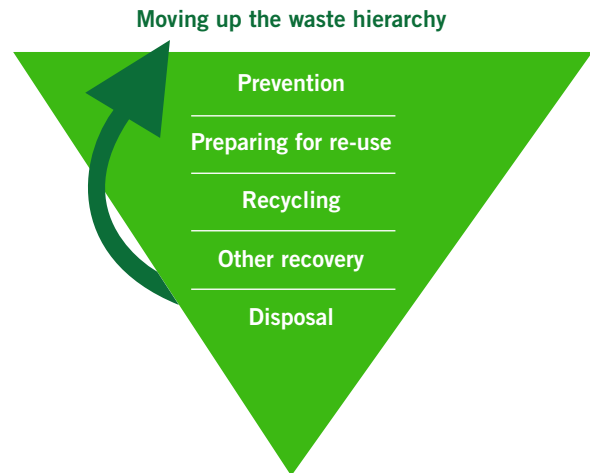 Moving up the waste hierarchy
Prevention
Preparing for re-use
Recycling
Other recovery
Disposal